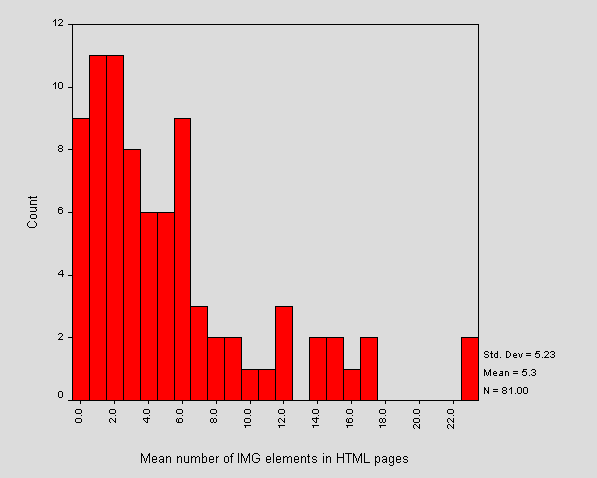 12
10
8
6
4
2
0
Count
0.0 2.0 4.0 6.0 8.0 10.0 12.0 14.0 16.0 18.0 20.0 22.0
Mean number of IMG elements in HTML pages
Std. Dev = 5.23
Mean = 5.3
N = 81.00